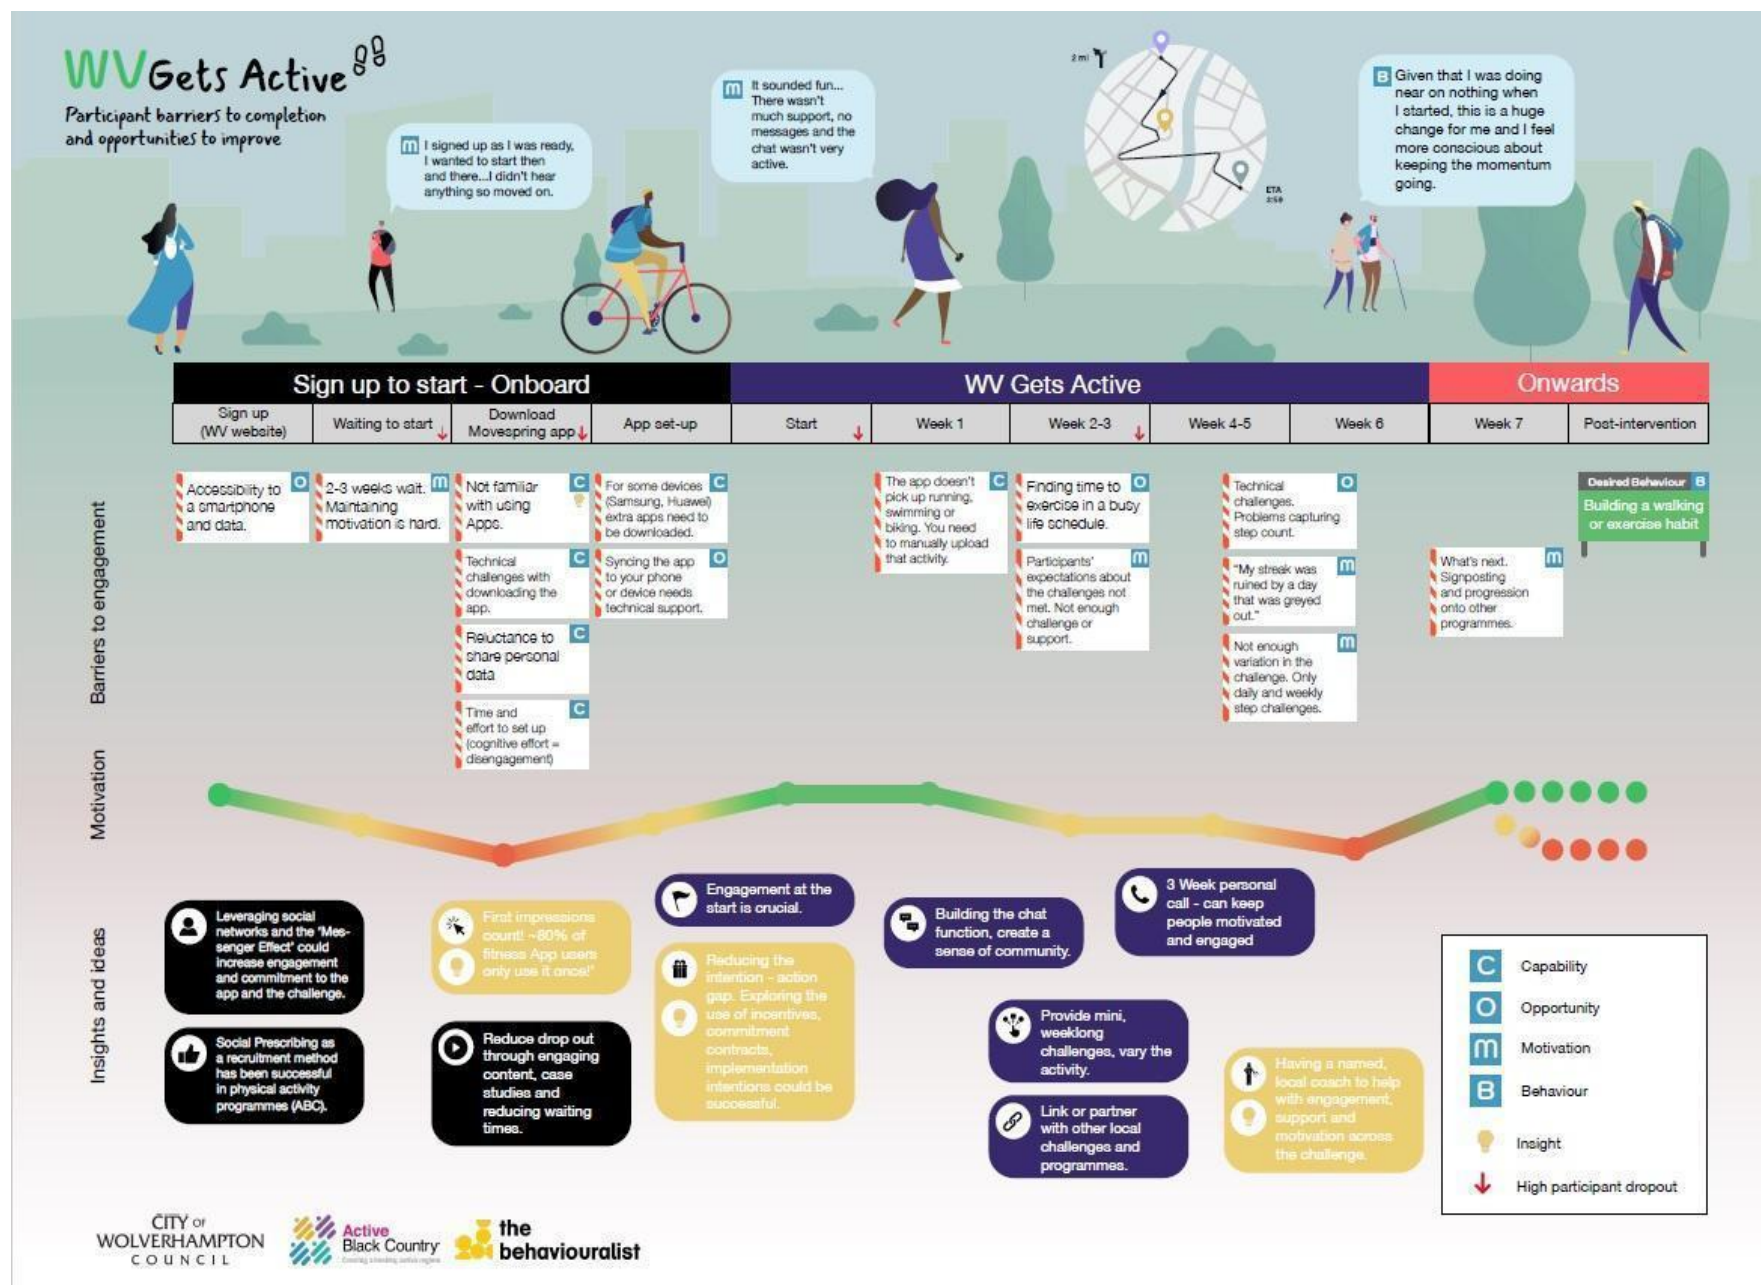 WV Gets Active
Participant barriers to completion
and opportunities to improve
m I signed up as I was ready,
I wanted to start then
and there...I didn't hear
anything so moved on.
m It sounded fun...
There wasn't
much support, no
messages and the
chat wasn't very
active.
2 mi
ETA
2:56
B Given that I was doing
near on nothing when
I started, this is a huge
change for me and I feel
more conscious about
keeping the momentum
going.
Sign up to start - Onboard
WV Gets Active
Onwards
Sign up
(WV website)
Waiting to start
Download
Movespring app
App set-up
Start
Week 1
Week 2-3
Week 4-5
Week 6
Week 7
Post-intervention
Barriers to engagement
Accessibility to O
a smartphone
and data.
2-3 weeks wait. m
Maintaining
motivation is hard.
Not familiar C
with using
Apps.
Technical C
challenges with
downloading the
app.
Reluctance to C
share personal
data
Time and C
effort to set up
(cognitive effort =
disengagement)
For some devices C
(Samsung, Huawei)
extra apps need to
be downloaded.
Syncing the app O
to your phone
or device needs
technical support.
The app doesn't C
pick up running,
swimming or
biking. You need
to manually upload
that activity.
Finding time to O
exercise in a busy
life schedule.
Participants' m
expectations about
the challenges not
met. Not enough
challenge or
support.
Technical O
challenges.
Problems capturing
step count.
"My streak was m
ruined by a day
that was greyed
out."
Not enough m
variation in the
challenge. Only
daily and weekly
step challenges.
What's next. m
Signposting
and progression
onto other
programmes.
Desired Behaviour B
Building a walking
or exercise habit
Motivation
Insights and ideas
Leveraging social
networks and the 'Mes-
senger Effect' could
increase engagement
and commitment to the
app and the challenge.
Social Prescribing as
a recruitment method
has been successful
in physical activity
programmes (ABC).
First impressions
count! ~80% of
fitness App users
only use it once!"
Reduce drop out
through engaging
content, case
studies and
reducing waiting
times.
Engagement at the
start is crucial.
Reducing the
intention - action
gap. Exploring the
use of incentives,
commitment
contracts,
implementation
intentions could be
successful.
Building the chat
function, create a
sense of community.
3 Week personal
call - can keep
people motivated
and engaged
Provide mini,
weeklong
challenges, vary the
activity.
Link or partner
with other local
challenges and
programmes.
Having a named,
local coach to help
with engagement,
support and
motivation across
the challenge.
C Capability
O Opportunity
m Motivation
B Behaviour
Insight
High participant dropout
CITY OF
WOLVERHAMPTON
COUNCIL
Active
Black Country
the
behaviouralist